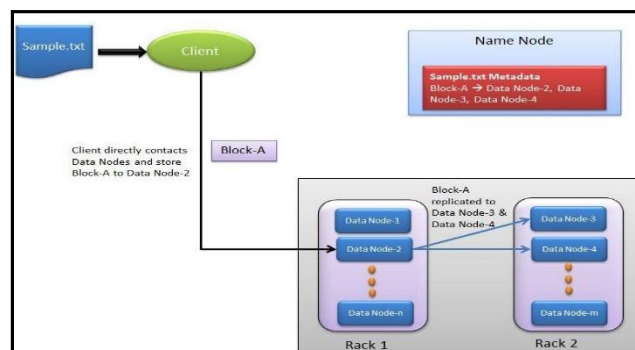 Sample.txt
Client
Name Node
Sample.txt Metadata
Block-A → Data Node-2, Data
Node-3, Data Node-4
Client directly contacts
Data Nodes and store
Block-A to Data Node-2
Block-A
Block-A
replicated to
Data Node-3 &
Data Node-4
Data Node-1
Data Node-2
Data Node-n
Rack 1
Data Node-3
Data Node-4
Data Node-m
Rack 2